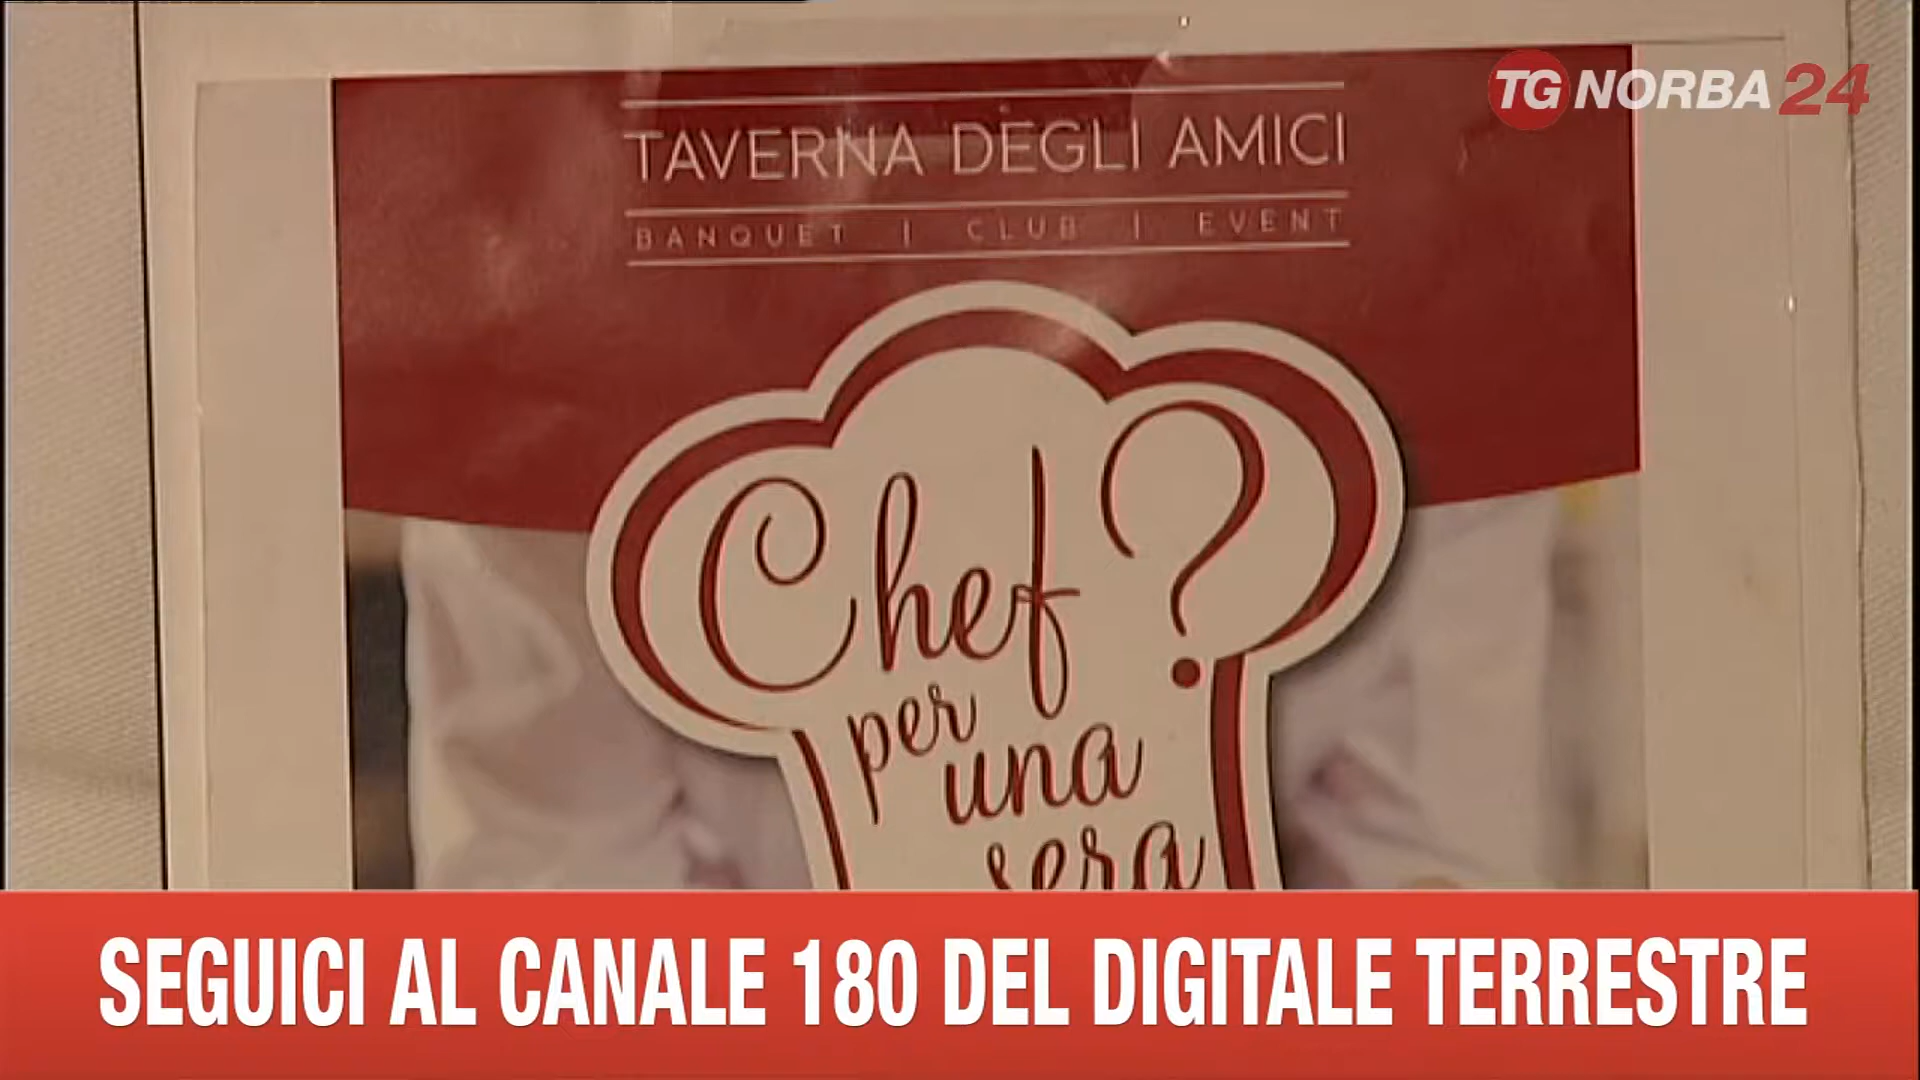 TG NORBA 24
TAVERNA DEGLI AMICI
BANQUET | CLUB | EVENT
Chef?
per
una
sera
SEGUICI AL CANALE 180 DEL DIGITALE TERRESTRE